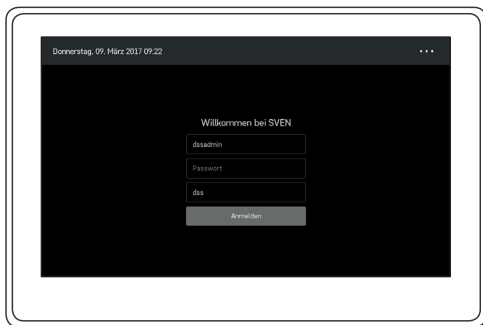 Donnerstag, 09. März 2017 09:22
Willkommen bei SVEN
dssadmin
Passwort
dss
Anmelden